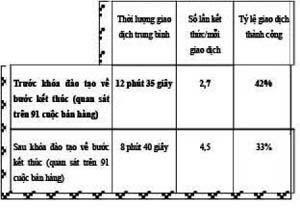 Thời lượng giao
dịch trung bình
Số lần kết
thức/mỗi
giao dịch
Tỷ lệ giao dịch
thành công
Trước khóa đào tạo về
bước kết thúc (quan sát
trên 91 cuộc bán hàng)
12 phút 35 giây
2,7
42%
Sau khóa đào tạo về bước
kết thúc (quan sát trên 91
cuộc bán hàng)
8 phút 40 giây
4,5
33%